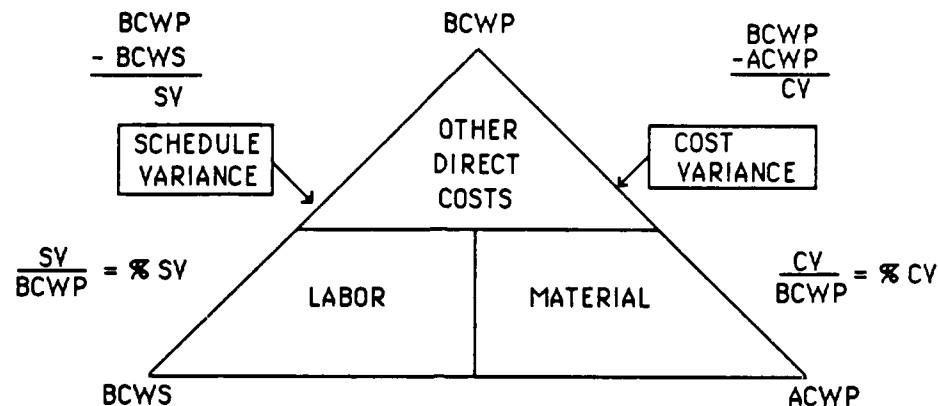 BCWP
- BCWS
SV
BCWP
BCWP
-ACWP
CV
SCHEDULE
VARIANCE
OTHER
DIRECT
COSTS
COST
VARIANCE
SV
BCWP
= % SV
LABOR
MATERIAL
CV
BCWP
= % CV
BCWS
ACWP